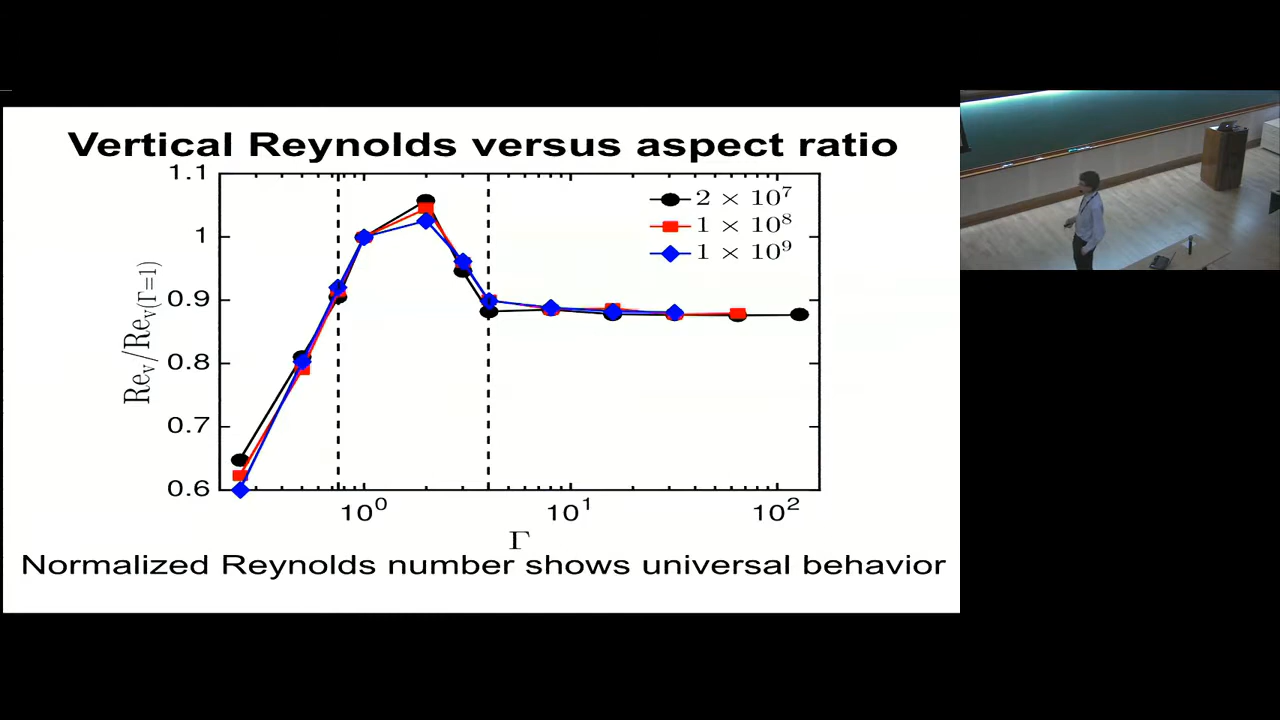 Vertical Reynolds versus aspect ratio
1.1
1
0.9
0.8
0.7
0.6
Re_v/Re_v(Γ=1)
2 × 10⁷
1 × 10⁸
1 × 10⁹
10⁰
10¹
10²
Γ
Normalized Reynolds number shows universal behavior